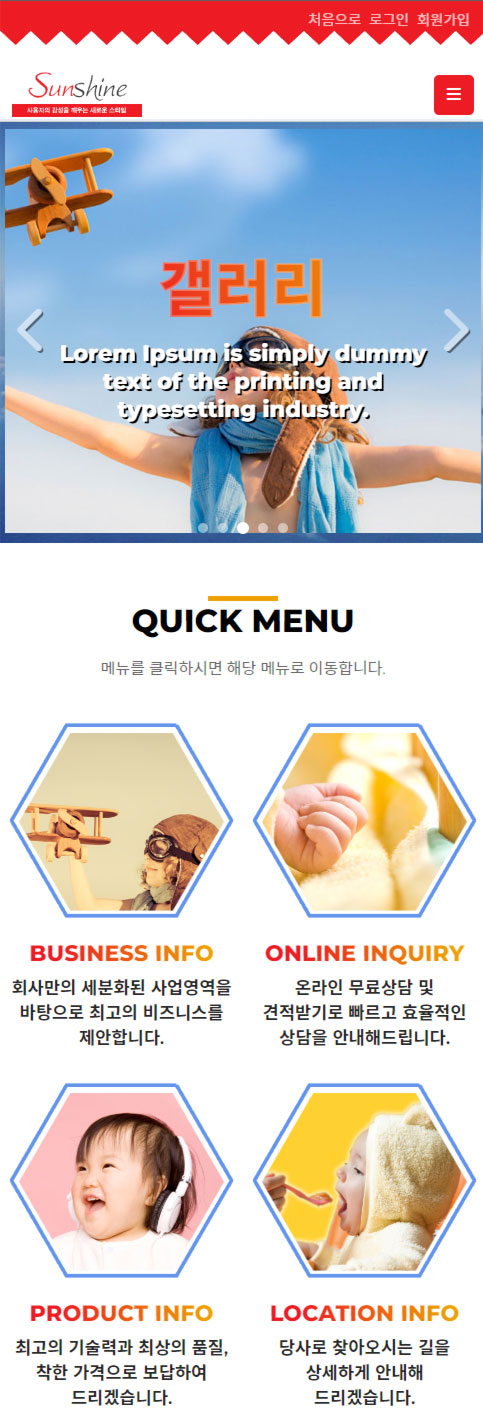 처음으로 로그인 회원가입
Sunshine
사용자의 감성을 깨우는 새로운 스타일
갤러리
Lorem Ipsum is simply dummy
text of the printing and
typesetting industry.
QUICK MENU
메뉴를 클릭하시면 해당 메뉴로 이동합니다.
BUSINESS INFO
회사만의 세분화된 사업영역을
바탕으로 최고의 비즈니스를
제안합니다.
ONLINE INQUIRY
온라인 무료상담 및
견적받기로 빠르고 효율적인
상담을 안내해드립니다.
PRODUCT INFO
최고의 기술력과 최상의 품질,
착한 가격으로 보답하여
드리겠습니다.
LOCATION INFO
당사로 찾아오시는 길을
상세하게 안내해
드리겠습니다.